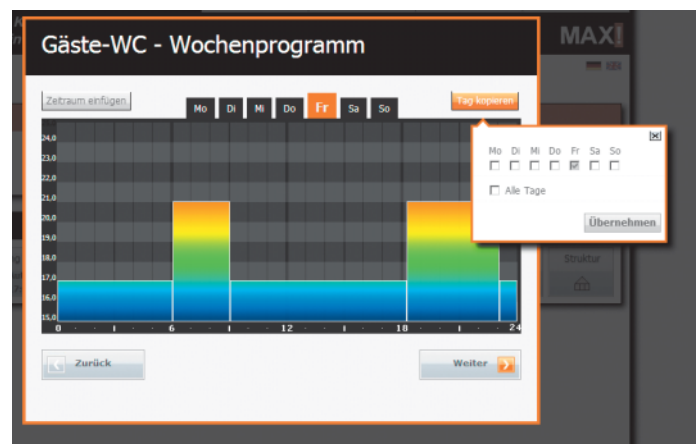 Gäste-WC - Wochenprogramm
MAX!
Zeitraum einfügen
Mo Di Mi Do Fr Sa So
Tag kopieren
Mo Di Mi Do Fr Sa So
Alle Tage
Übernehmen
24,0
23,0
22,0
21,0
20,0
19,0
18,0
17,0
16,0
15,0
0 6 12 18 24
Struktur
Zurück
Weiter